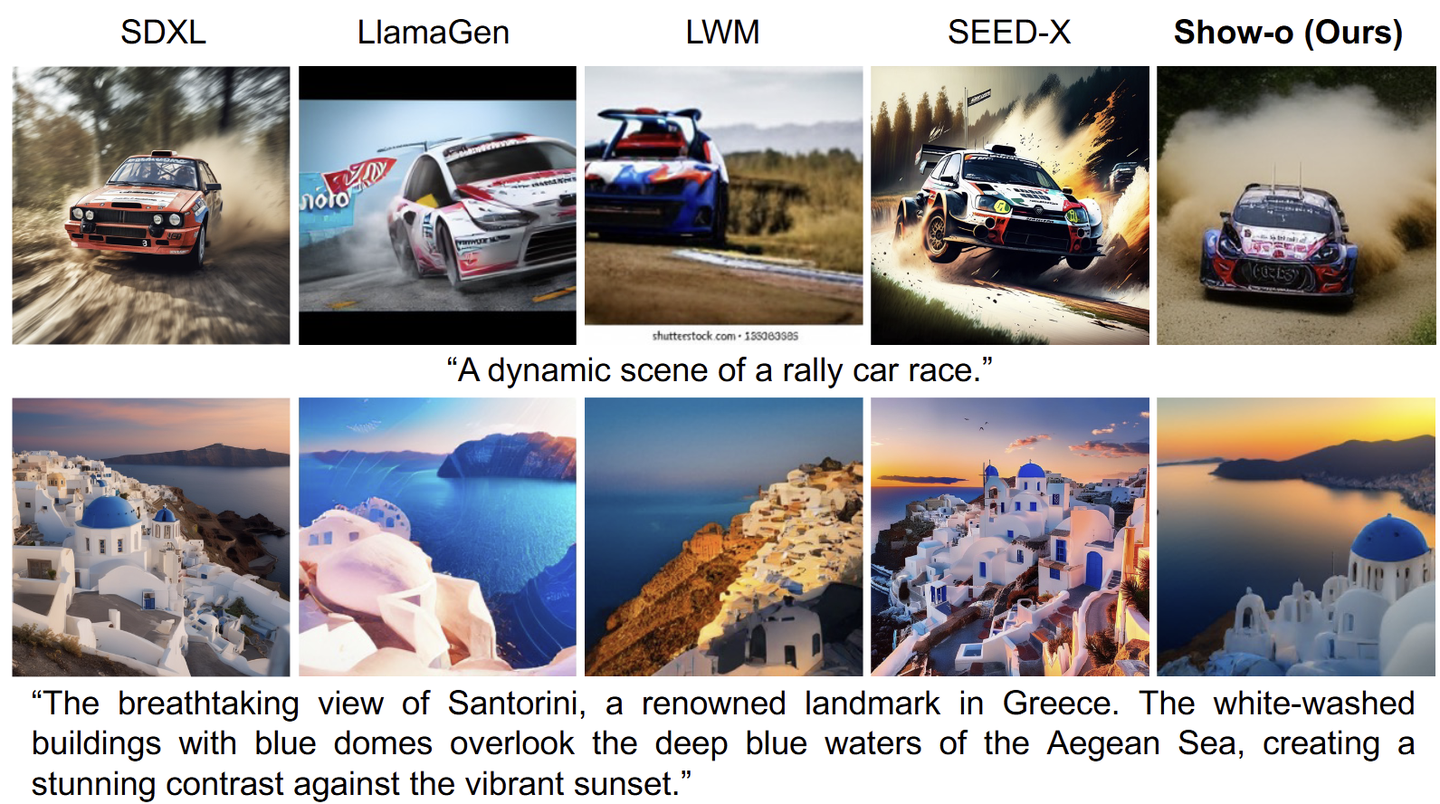 SDXL LlamaGen LWM SEED-X Show-o (Ours)
shutterstock.com •
“A dynamic scene of a rally car race.”
“The breathtaking view of Santorini, a renowned landmark in Greece. The white-washed
buildings with blue domes overlook the deep blue waters of the Aegean Sea, creating a
stunning contrast against the vibrant sunset.”